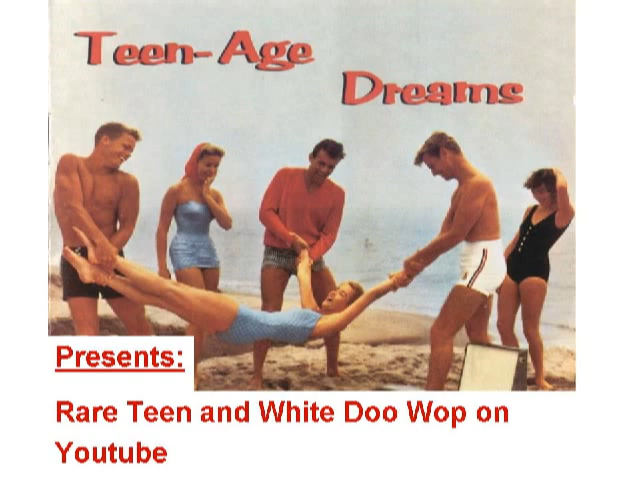 Teen-Age
Dreams
Presents:
Rare Teen and White Doo Wop on
Youtube